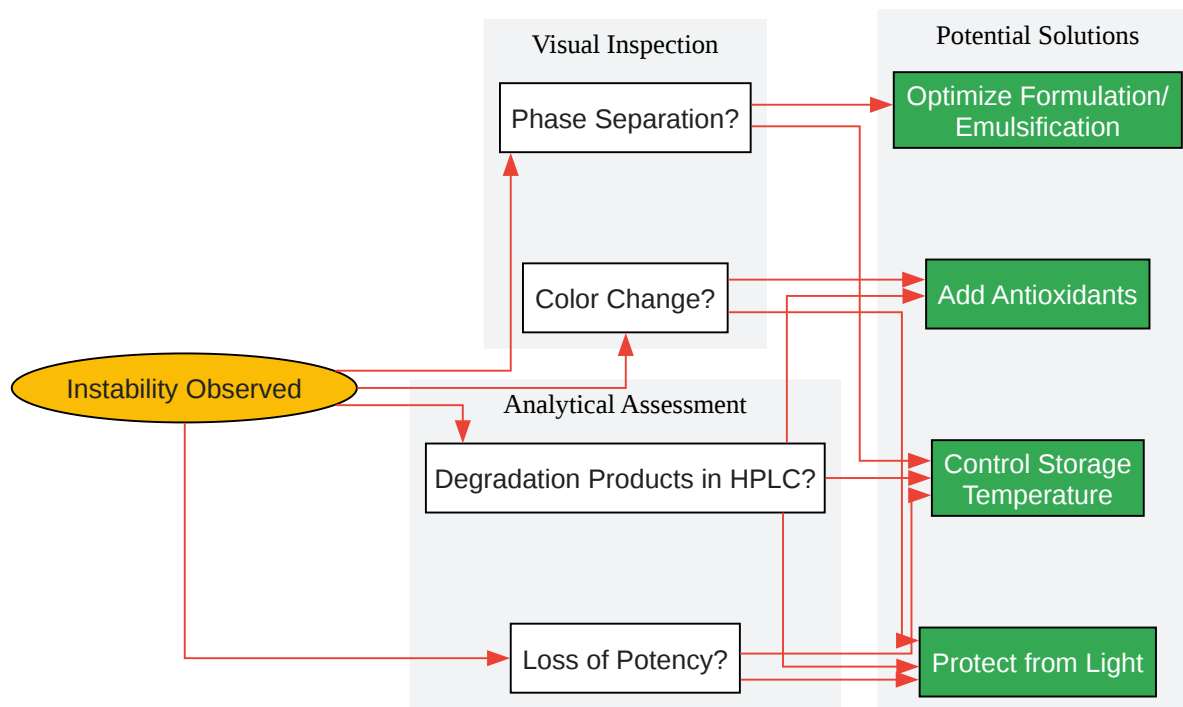 Visual Inspection
Phase Separation?
Color Change?
Instability Observed
Analytical Assessment
Degradation Products in HPLC?
Loss of Potency?
Potential Solutions
Optimize Formulation/
Emulsification
Add Antioxidants
Control Storage
Temperature
Protect from Light